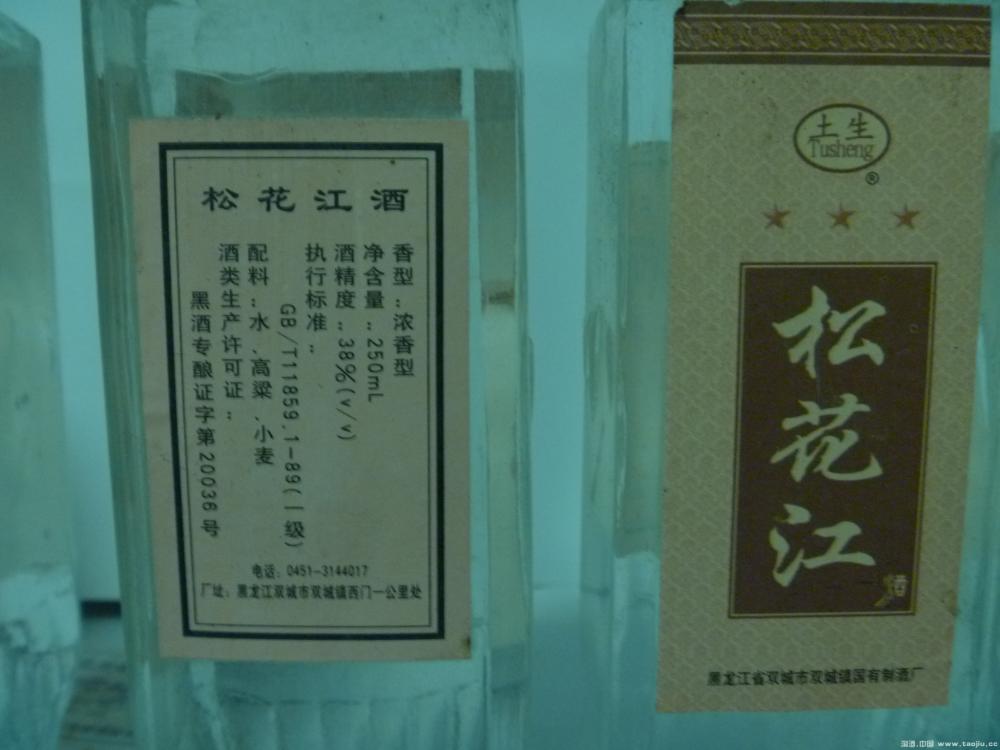 松花江酒
香型：浓香型
净含量：250mL
酒精度：38%(v/v)
执行标准：
GB/T11859.1-89(一级)
配料：水、高粱、小麦
酒类生产许可证：
黑酒专酿证字第20036号
电话：0451-3144017
厂址：黑龙江双城市双城镇西门一公里处
土生
Tusheng
®
松花江
酒
黑龙江省双城市双城镇国有制酒厂
淘酒.中国 www.taojiu.cc